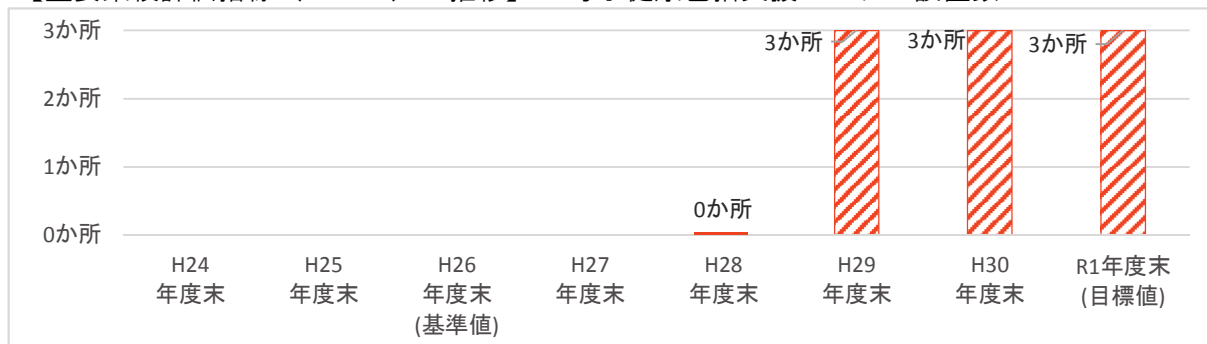 3か所
2か所
1か所
0か所
0か所
3か所
3か所
3か所
H24
年度末
H25
年度末
H26
年度末
(基準値)
H27
年度末
H28
年度末
H29
年度末
H30
年度末
R1年度末
(目標値)